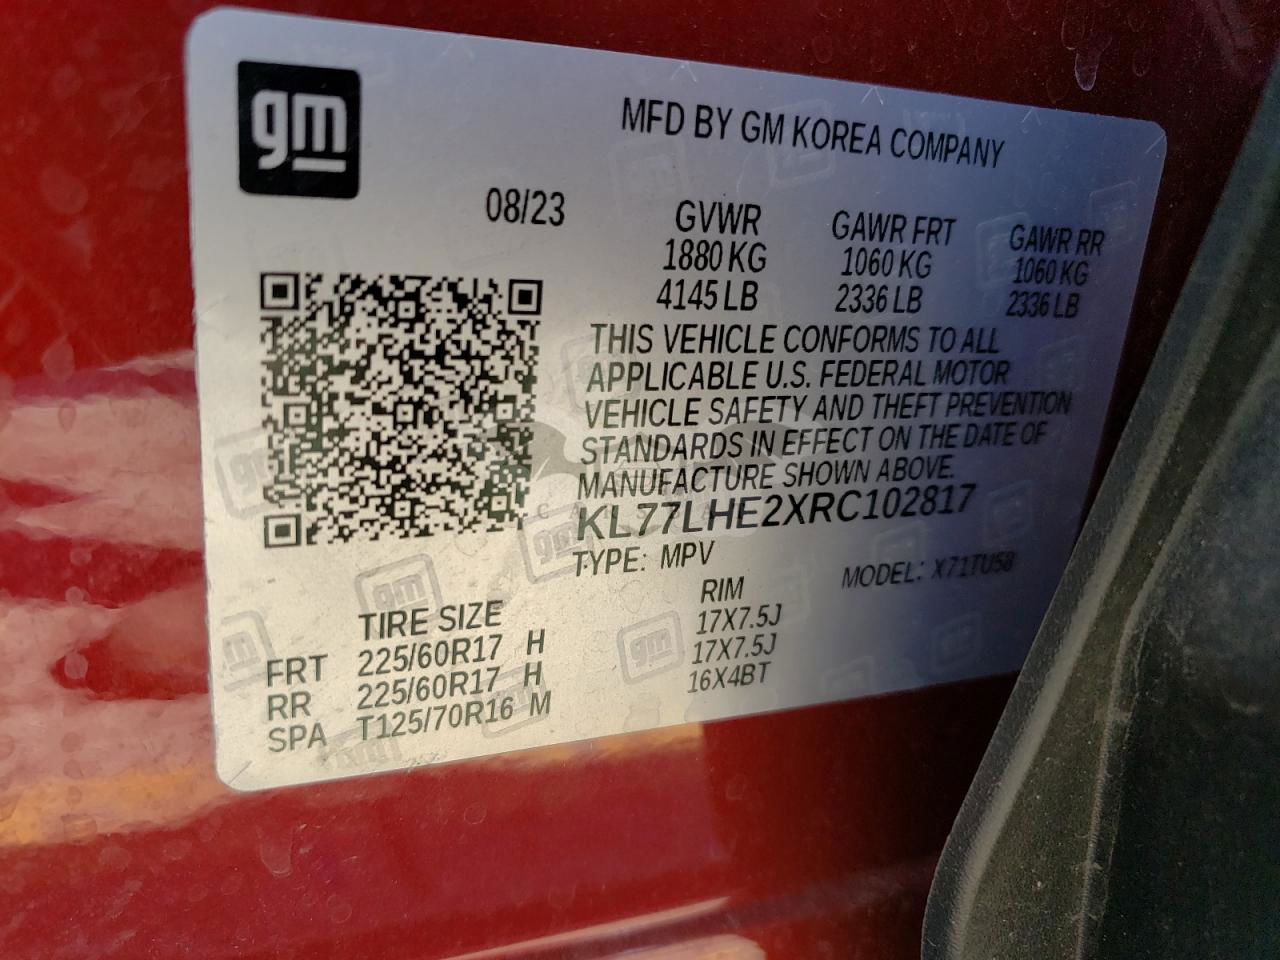 gm
MFD BY GM KOREA COMPANY
08/23
GVWR GAWR FRT GAWR RR
1880 KG 1060 KG 1060 KG
4145 LB 2336 LB 2336 LB
THIS VEHICLE CONFORMS TO ALL
APPLICABLE U.S. FEDERAL MOTOR
VEHICLE SAFETY AND THEFT PREVENTION
STANDARDS IN EFFECT ON THE DATE OF
MANUFACTURE SHOWN ABOVE.
KL77LHE2XRC102817
TYPE: MPV MODEL: X71TU58
TIRE SIZE RIM
FRT 225/60R17 H 17X7.5J
RR 225/60R17 H 17X7.5J
SPA T125/70R16 M 16X4BT